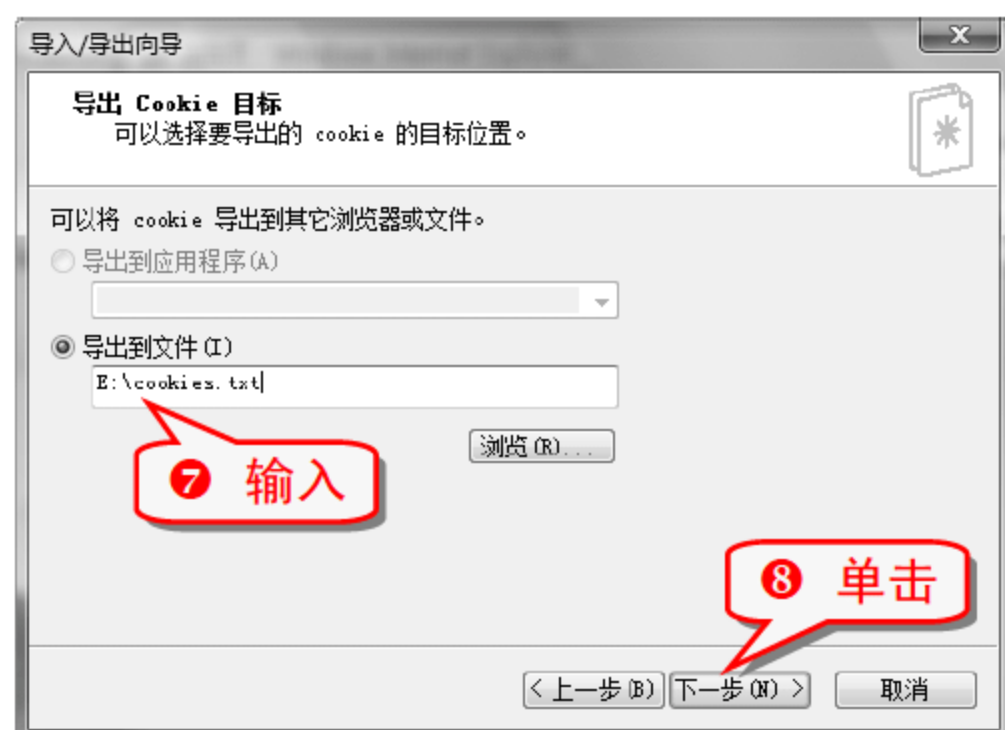 导入/导出向导
导出 Cookie 目标
可以选择要导出的 cookie 的目标位置。
可以将 cookie 导出到其它浏览器或文件。
导出到应用程序(A)
导出到文件(I)
E:\cookies.txt
浏览(R)...
❼ 输入
❽ 单击
< 上一步(B) 下一步(N) > 取消